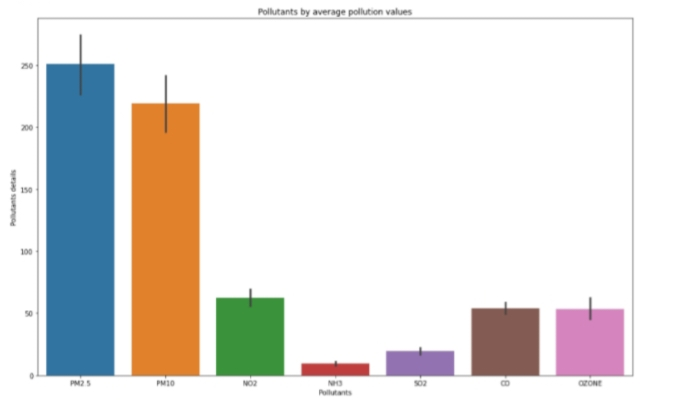 Pollutants by average pollution values
Pollutants details
250
200
150
100
50
0
PM2.5 PM10 NO2 NH3 SO2 CO OZONE
Pollutants